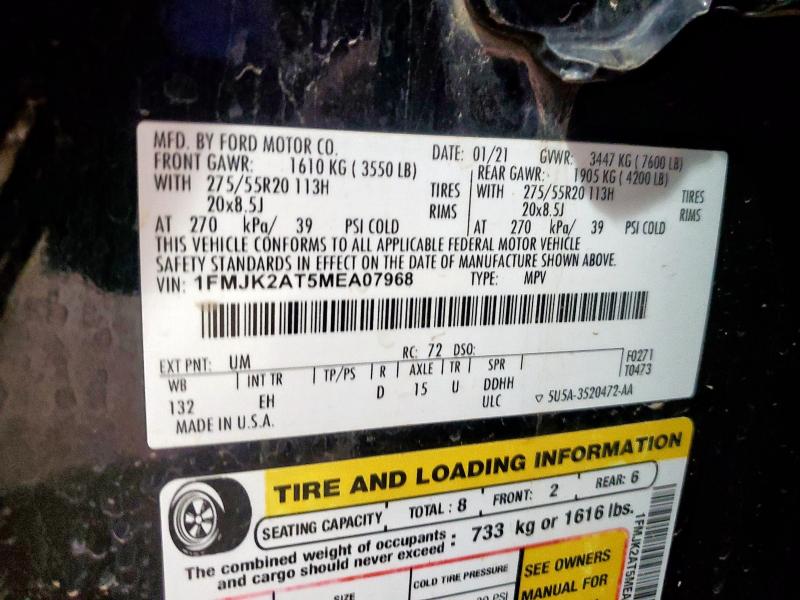 MFD. BY FORD MOTOR CO.
DATE: 01/21 GVWR: 3447 KG ( 7600 LB)
FRONT GAWR: 1610 KG ( 3550 LB) REAR GAWR: 1905 KG ( 4200 LB)
WITH 275/55R20 113H TIRES WITH 275/55R20 113H TIRES
20x8.5J RIMS 20x8.5J RIMS
AT 270 kPa/ 39 PSI COLD AT 270 kPa/ 39 PSI COLD
THIS VEHICLE CONFORMS TO ALL APPLICABLE FEDERAL MOTOR VEHICLE
SAFETY STANDARDS IN EFFECT ON THE DATE OF MANUFACTURE SHOWN ABOVE.
VIN: 1FMJK2AT5MEA07968 TYPE: MPV
EXT PNT: UM RC: 72 DSO: F0271
WB INT TR TP/PS R AXLE TR SPR T0473
132 EH D 15 U DDHH
ULC ▽ 5U5A-3520472-AA
MADE IN U.S.A.
TIRE AND LOADING INFORMATION
SEATING CAPACITY TOTAL : 8 FRONT: 2 REAR: 6
The combined weight of occupants : 733 kg or 1616 lbs.
and cargo should never exceed
SIZE COLD TIRE PRESSURE SEE OWNERS
PSI MANUAL FOR
1FMJK2AT5MEA